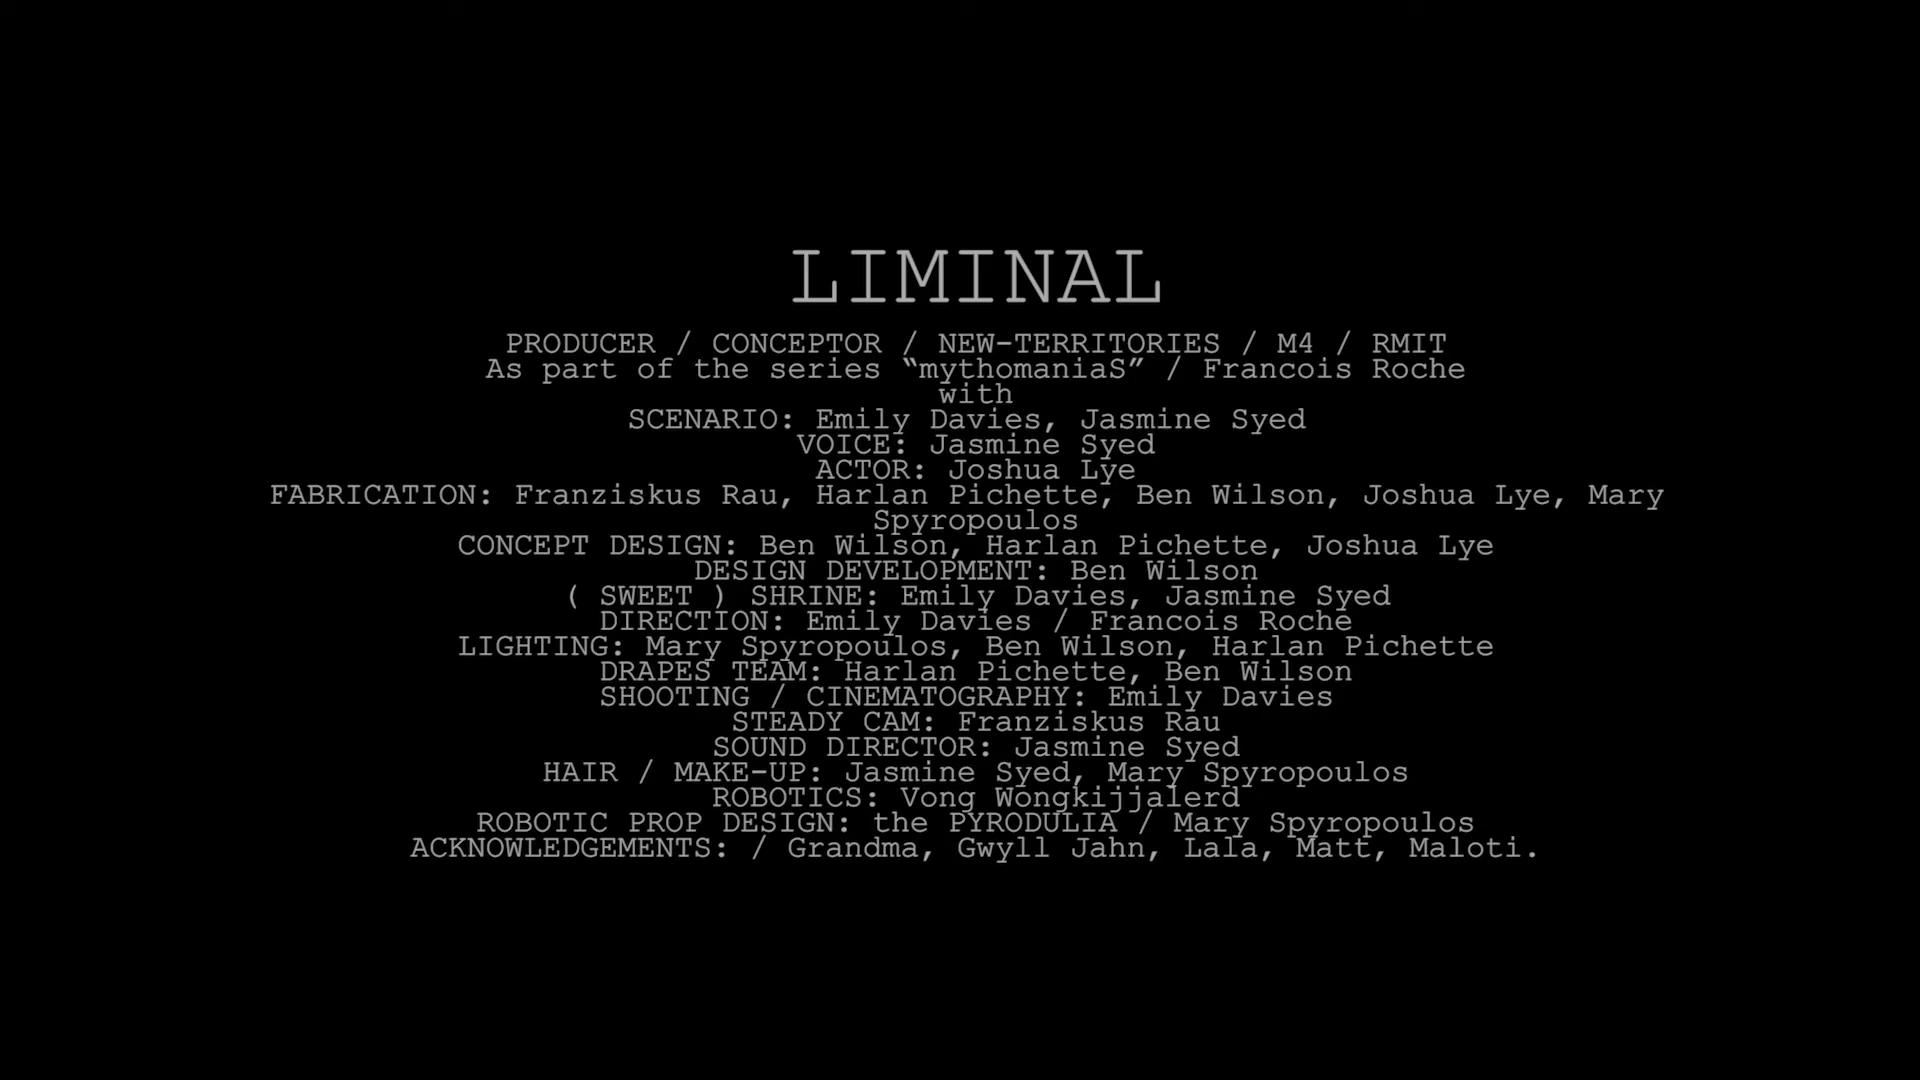 LIMINAL
PRODUCER / CONCEPTOR / NEW-TERRITORIES / M4 / RMIT
As part of the series “mythomaniaS” / Francois Roche
with
SCENARIO: Emily Davies, Jasmine Syed
VOICE: Jasmine Syed
ACTOR: Joshua Lye
FABRICATION: Franziskus Rau, Harlan Pichette, Ben Wilson, Joshua Lye, Mary
Spyropoulos
CONCEPT DESIGN: Ben Wilson, Harlan Pichette, Joshua Lye
DESIGN DEVELOPMENT: Ben Wilson
( SWEET ) SHRINE: Emily Davies, Jasmine Syed
DIRECTION: Emily Davies / Francois Roche
LIGHTING: Mary Spyropoulos, Ben Wilson, Harlan Pichette
DRAPES TEAM: Harlan Pichette, Ben Wilson
SHOOTING / CINEMATOGRAPHY: Emily Davies
STEADY CAM: Franziskus Rau
SOUND DIRECTOR: Jasmine Syed
HAIR / MAKE-UP: Jasmine Syed, Mary Spyropoulos
ROBOTICS: Vong Wongkijjalerd
ROBOTIC PROP DESIGN: the PYRODULIA / Mary Spyropoulos
ACKNOWLEDGEMENTS: / Grandma, Gwyll Jahn, Lala, Matt, Maloti.